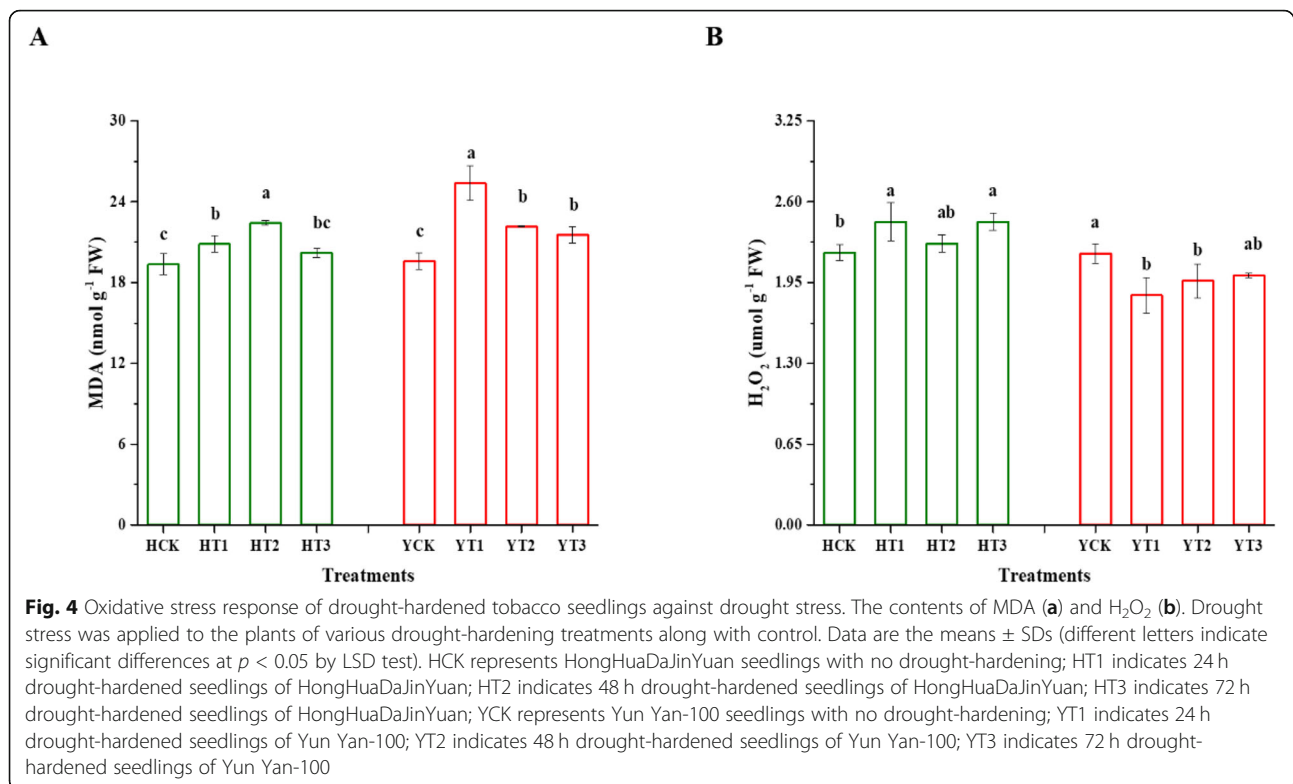 A
MDA (nmol g⁻¹ FW)
30
24
18
12
6
0
c
b
a
bc
c
a
b
b
HCK HT1 HT2 HT3 YCK YT1 YT2 YT3
Treatments
B
H₂O₂ (umol g⁻¹ FW)
3.25
2.60
1.95
1.30
0.65
0.00
b
a
ab
a
a
b
b
ab
HCK HT1 HT2 HT3 YCK YT1 YT2 YT3
Treatments
Fig. 4 Oxidative stress response of drought-hardened tobacco seedlings against drought stress. The contents of MDA (a) and H₂O₂ (b). Drought
stress was applied to the plants of various drought-hardening treatments along with control. Data are the means ± SDs (different letters indicate
significant differences at p < 0.05 by LSD test). HCK represents HongHuaDaJinYuan seedlings with no drought-hardening; HT1 indicates 24 h
drought-hardened seedlings of HongHuaDaJinYuan; HT2 indicates 48 h drought-hardened seedlings of HongHuaDaJinYuan; HT3 indicates 72 h
drought-hardened seedlings of HongHuaDaJinYuan; YCK represents Yun Yan-100 seedlings with no drought-hardening; YT1 indicates 24 h
drought-hardened seedlings of Yun Yan-100; YT2 indicates 48 h drought-hardened seedlings of Yun Yan-100; YT3 indicates 72 h drought-
hardened seedlings of Yun Yan-100